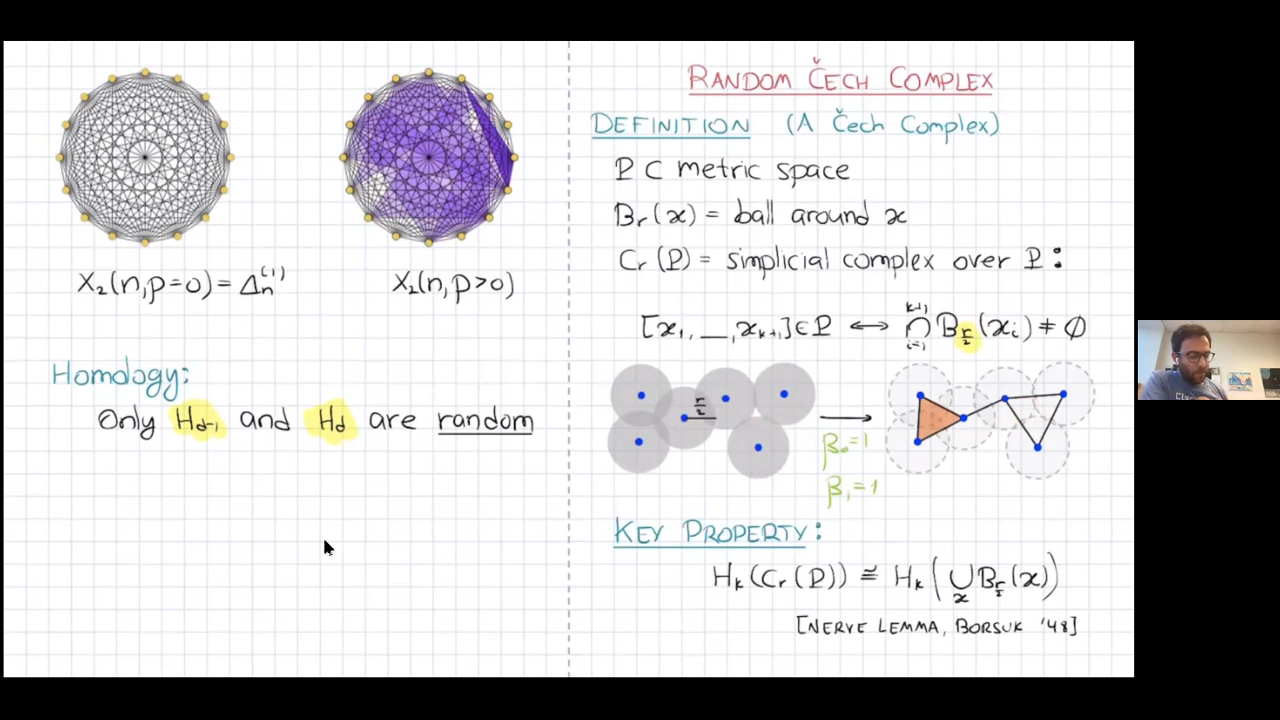 X₂(n,p=0) = Δₙ⁽¹⁾
X₂(n,p>0)
Homology:
Only H_{d-1} and H_d are random
RANDOM ČECH COMPLEX
DEFINITION (A Čech Complex)
P ⊂ metric space
B_r(x) = ball around x
C_r(P) = simplicial complex over P:
[x₁, __, x_{k+1}] ∈ P ↔ ∩_{i=1}^{k+1} B_{r/2}(x_i) ≠ ∅
r/2
β₀=1
β₁=1
KEY PROPERTY:
H_k(C_r(P)) ≅ H_k(∪_x B_{r/2}(x))
[NERVE LEMMA, BORSUK '48]